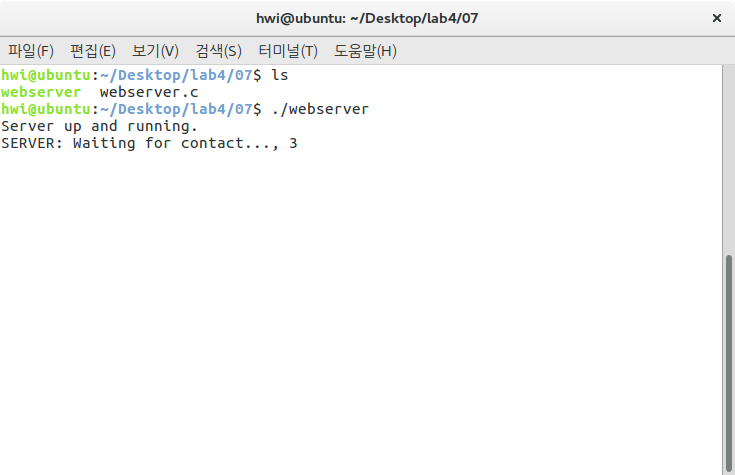 hwi@ubuntu: ~/Desktop/lab4/07
파일(F) 편집(E) 보기(V) 검색(S) 터미널(T) 도움말(H)
hwi@ubuntu:~/Desktop/lab4/07$ ls
webserver  webserver.c
hwi@ubuntu:~/Desktop/lab4/07$ ./webserver
Server up and running.
SERVER: Waiting for contact..., 3